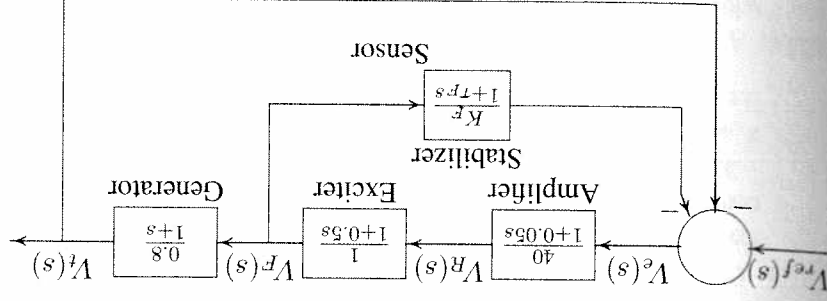 V_ref(s) V_e(s) 40 / 1+0.05s V_R(s) 1 / 1+0.5s V_F(s) 0.8 / 1+s V_t(s)
− −
Amplifier Exciter Generator
Stabilizer
K_F / 1+τ_F s
Sensor